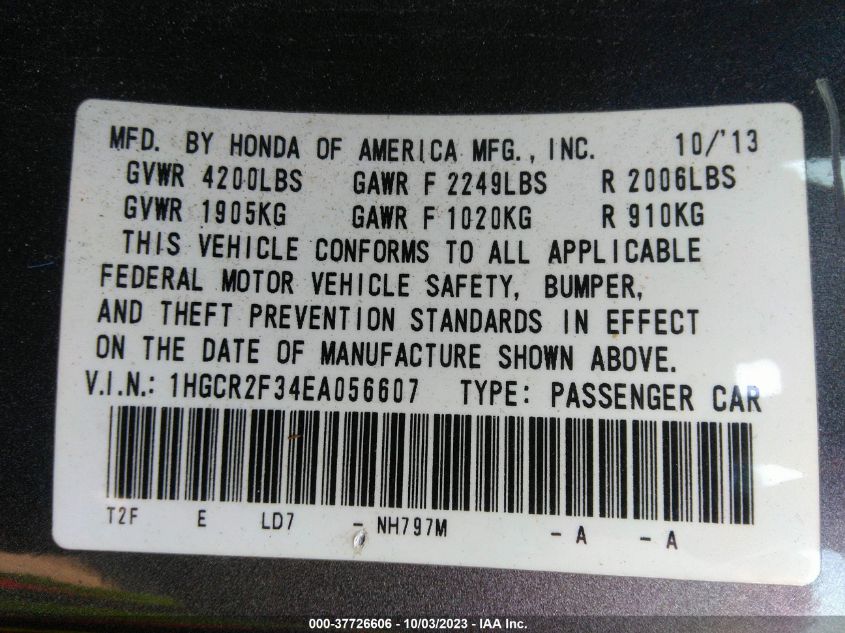 MFD. BY HONDA OF AMERICA MFG., INC. 10/'13
GVWR 4200LBS GAWR F 2249LBS R 2006LBS
GVWR 1905KG GAWR F 1020KG R 910KG
THIS VEHICLE CONFORMS TO ALL APPLICABLE
FEDERAL MOTOR VEHICLE SAFETY, BUMPER,
AND THEFT PREVENTION STANDARDS IN EFFECT
ON THE DATE OF MANUFACTURE SHOWN ABOVE.
V.I.N.: 1HGCR2F34EA056607 TYPE: PASSENGER CAR
T2F E LD7 - NH797M - A - A
000-37726606 - 10/03/2023 - IAA Inc.